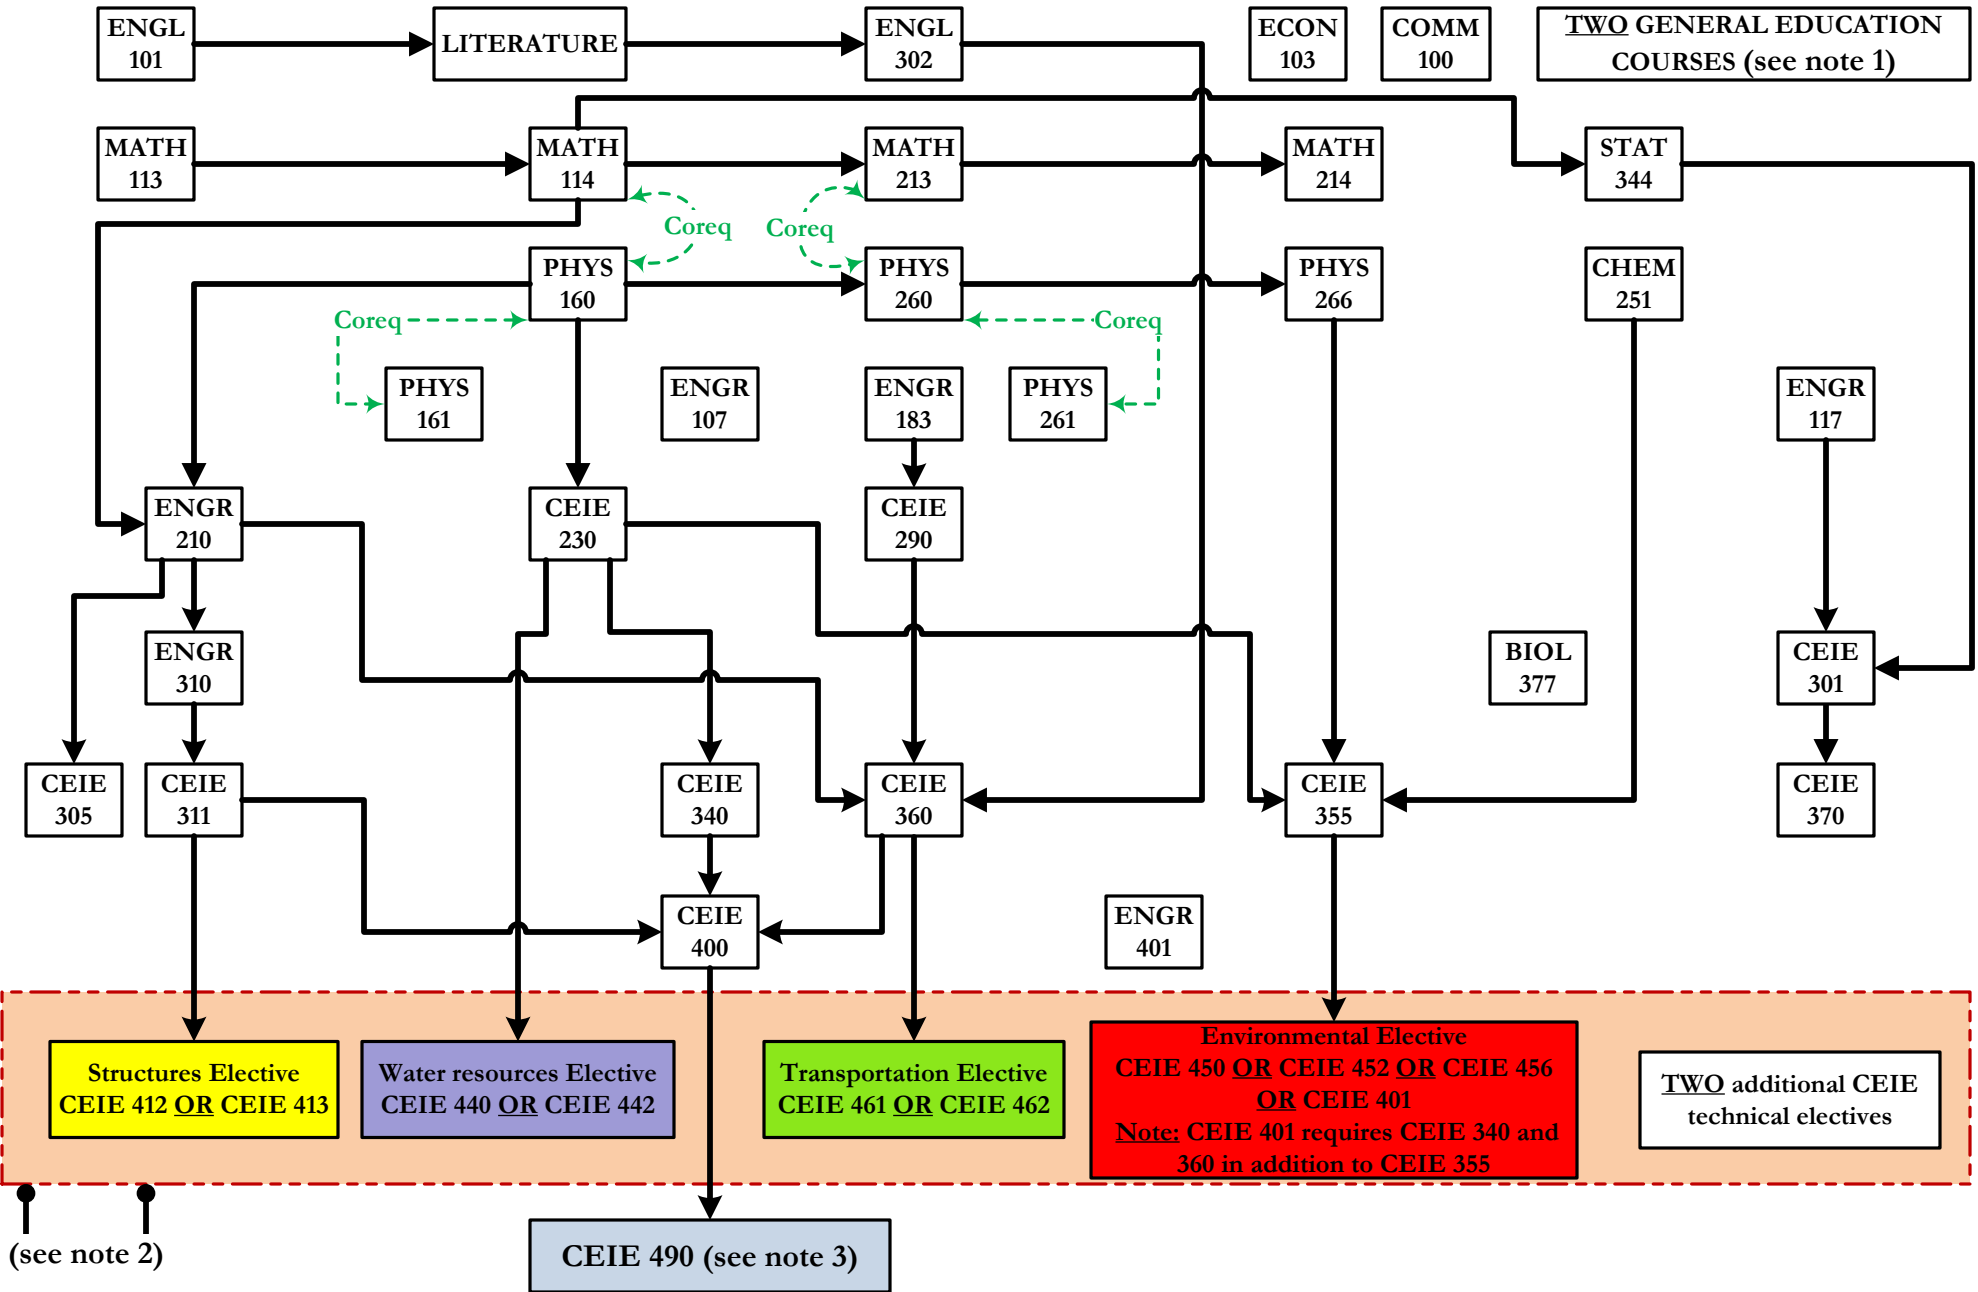 ENGL
101
LITERATURE
ENGL
302
ECON
103
COMM
100
TWO GENERAL EDUCATION
COURSES (see note 1)
MATH
113
MATH
114
MATH
213
MATH
214
STAT
344
Coreq
Coreq
PHYS
160
PHYS
260
PHYS
266
CHEM
251
Coreq
Coreq
PHYS
161
ENGR
107
ENGR
183
PHYS
261
ENGR
117
ENGR
210
CEIE
230
CEIE
290
ENGR
310
BIOL
377
CEIE
301
CEIE
305
CEIE
311
CEIE
340
CEIE
360
CEIE
355
CEIE
370
CEIE
400
ENGR
401
Structures Elective
CEIE 412 OR CEIE 413
Water resources Elective
CEIE 440 OR CEIE 442
Transportation Elective
CEIE 461 OR CEIE 462
Environmental Elective
CEIE 450 OR CEIE 452 OR CEIE 456
OR CEIE 401
Note: CEIE 401 requires CEIE 340 and
360 in addition to CEIE 355
TWO additional CEIE
technical electives
(see note 2)
CEIE 490 (see note 3)